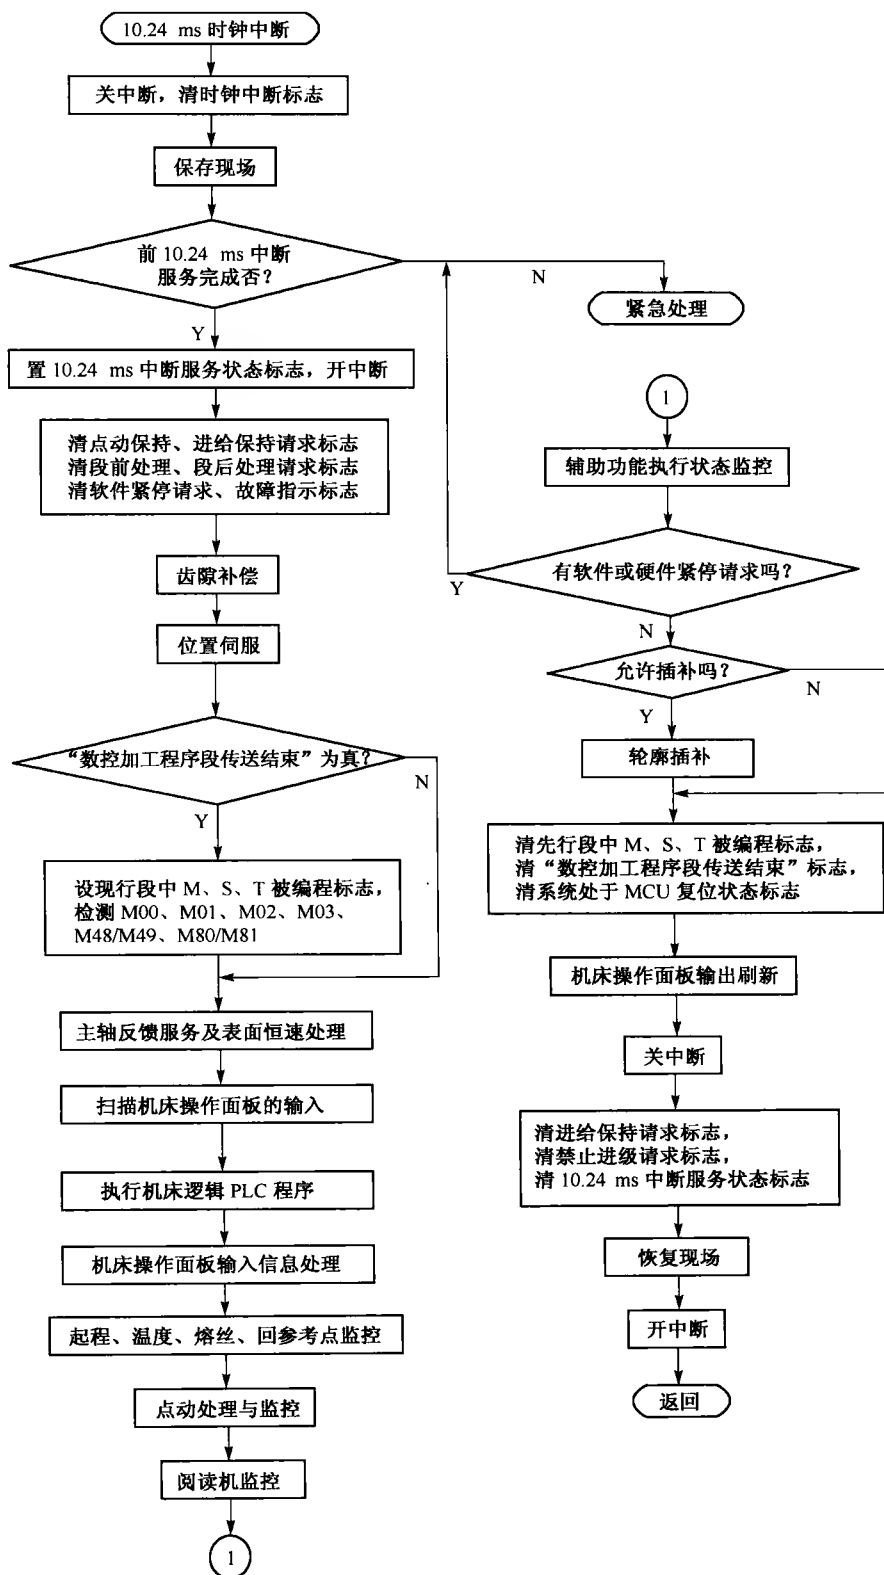 10.24 ms 时钟中断
关中断，清时钟中断标志
保存现场
前 10.24 ms 中断
服务完成否？
N
紧急处理
Y
置 10.24 ms 中断服务状态标志，开中断
清点动保持、进给保持请求标志
清段前处理、段后处理请求标志
清软件紧停请求、故障指示标志
齿隙补偿
位置伺服
“数控加工程序段传送结束”为真？
N
Y
设现行段中 M、S、T 被编程标志，
检测 M00、M01、M02、M03、
M48/M49、M80/M81
主轴反馈服务及表面恒速处理
扫描机床操作面板的输入
执行机床逻辑 PLC 程序
机床操作面板输入信息处理
起程、温度、熔丝、回参考点监控
点动处理与监控
阅读机监控
1
1
辅助功能执行状态监控
有软件或硬件紧停请求吗？
Y
N
允许插补吗？
N
Y
轮廓插补
清先行段中 M、S、T 被编程标志，
清“数控加工程序段传送结束”标志，
清系统处于 MCU 复位状态标志
机床操作面板输出刷新
关中断
清进给保持请求标志，
清禁止进级请求标志，
清 10.24 ms 中断服务状态标志
恢复现场
开中断
返回